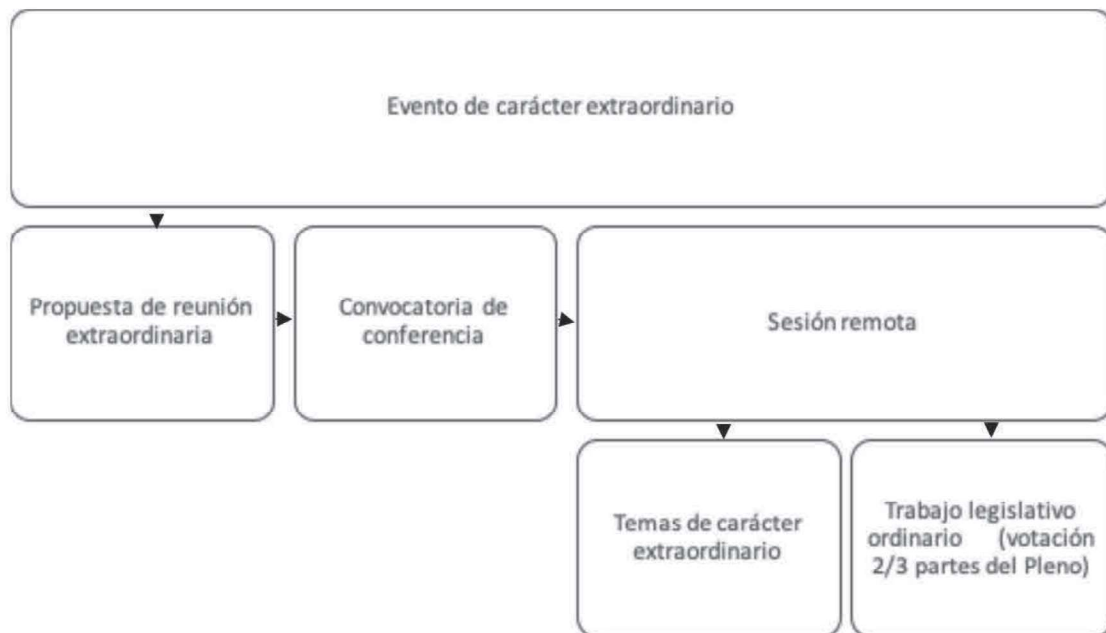 Evento de carácter extraordinario
Propuesta de reunión
extraordinaria
Convocatoria de
conferencia
Sesión remota
Temas de carácter
extraordinario
Trabajo legislativo
ordinario (votación
2/3 partes del Pleno)